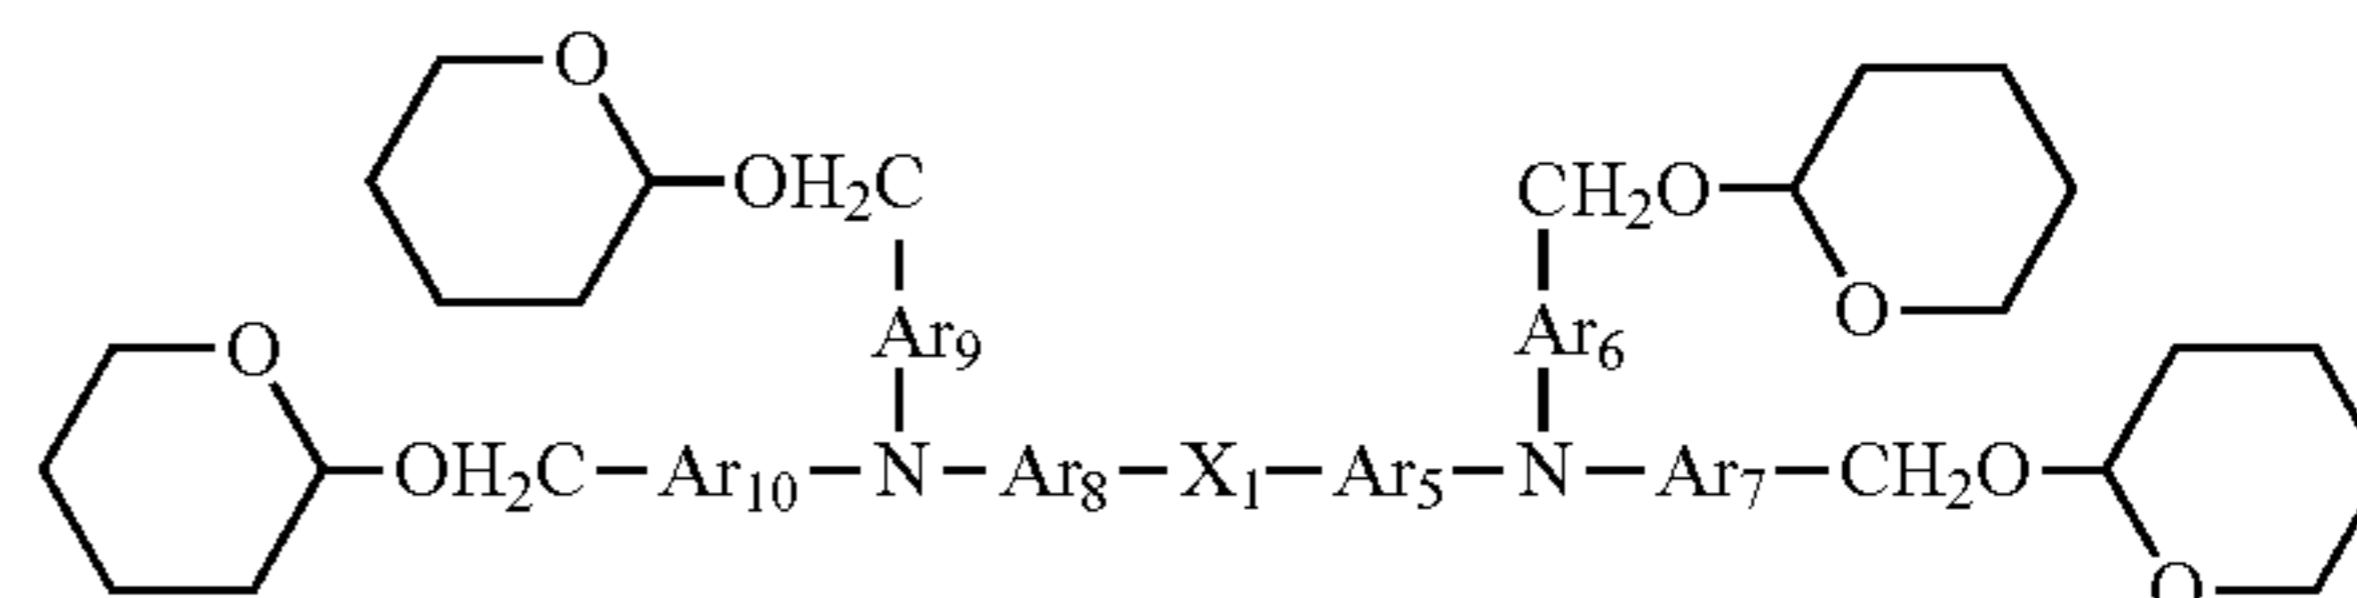 O
OH₂C CH₂O
O
Ar₉ Ar₆
O
OH₂C—Ar₁₀—N—Ar₈—X₁—Ar₅—N—Ar₇—CH₂O
O